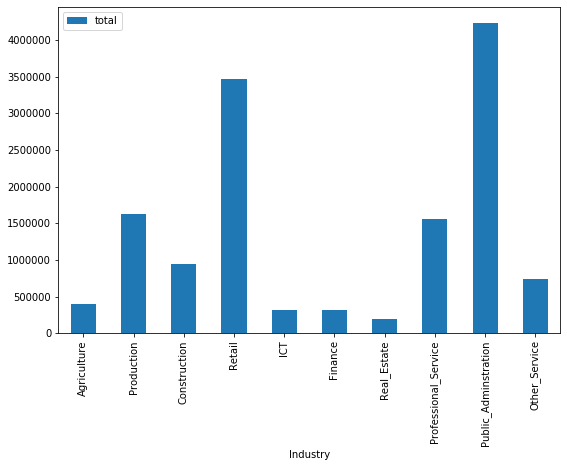 total
4000000
3500000
3000000
2500000
2000000
1500000
1000000
500000
0
Agriculture
Production
Construction
Retail
ICT
Finance
Real_Estate
Professional_Service
Public_Adminstration
Other_Service
Industry